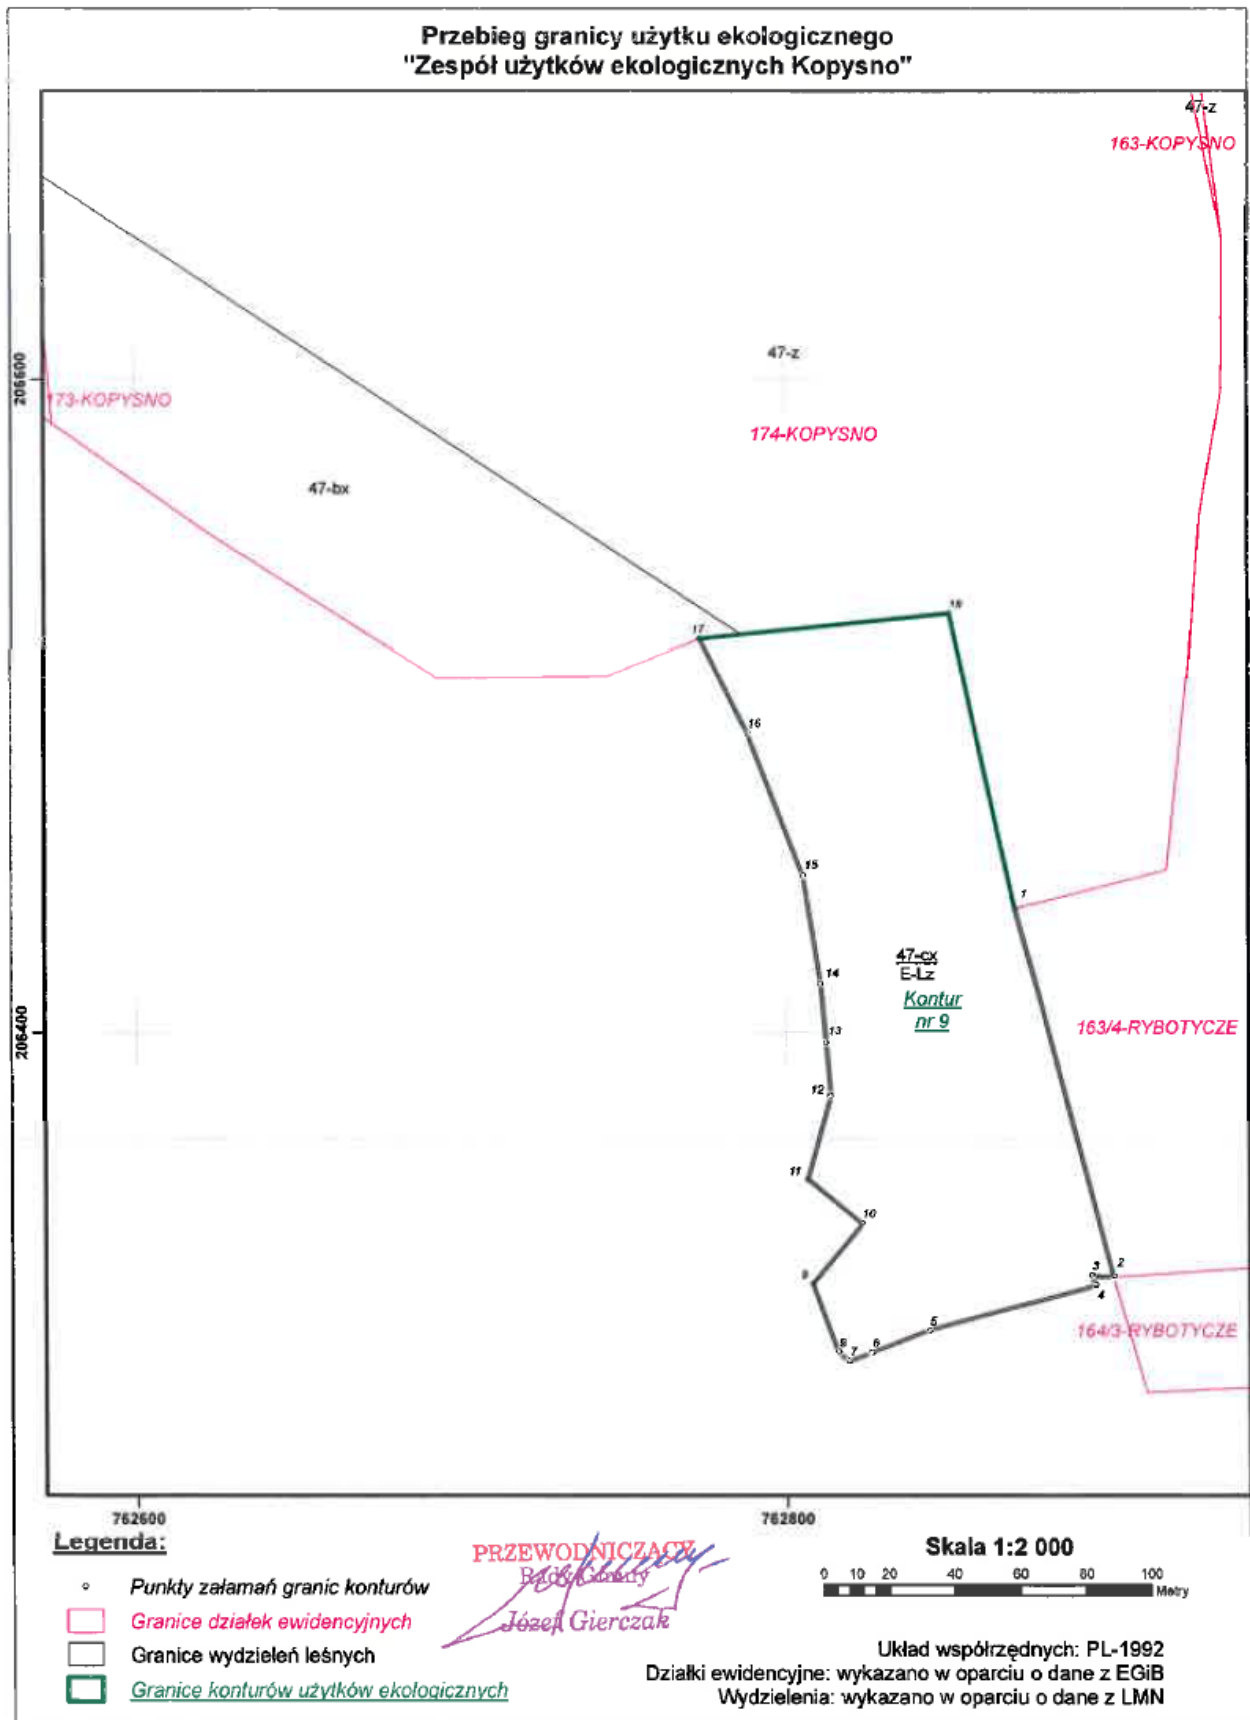 Przebieg granicy użytku ekologicznego
"Zespół użytków ekologicznych Kopysno"
47-z
163-KOPYSNO
206600
47-z
173-KOPYSNO
174-KOPYSNO
47-bx
18
17
16
15
1
47-cx
E-Lz
14
Kontur
nr 9
206400
13
163/4-RYBOTYCZE
12
11
10
9
3
2
4
5
164/3-RYBOTYCZE
8
7
6
762600
762800
Legenda:
Punkty załamań granic konturów
Granice działek ewidencyjnych
Granice wydzieleń leśnych
Granice konturów użytków ekologicznych
PRZEWODNICZĄCY
Rady Gminy
Józef Gierczak
Skala 1:2 000
0 10 20 40 60 80 100
Metry
Układ współrzędnych: PL-1992
Działki ewidencyjne: wykazano w oparciu o dane z EGiB
Wydzielenia: wykazano w oparciu o dane z LMN